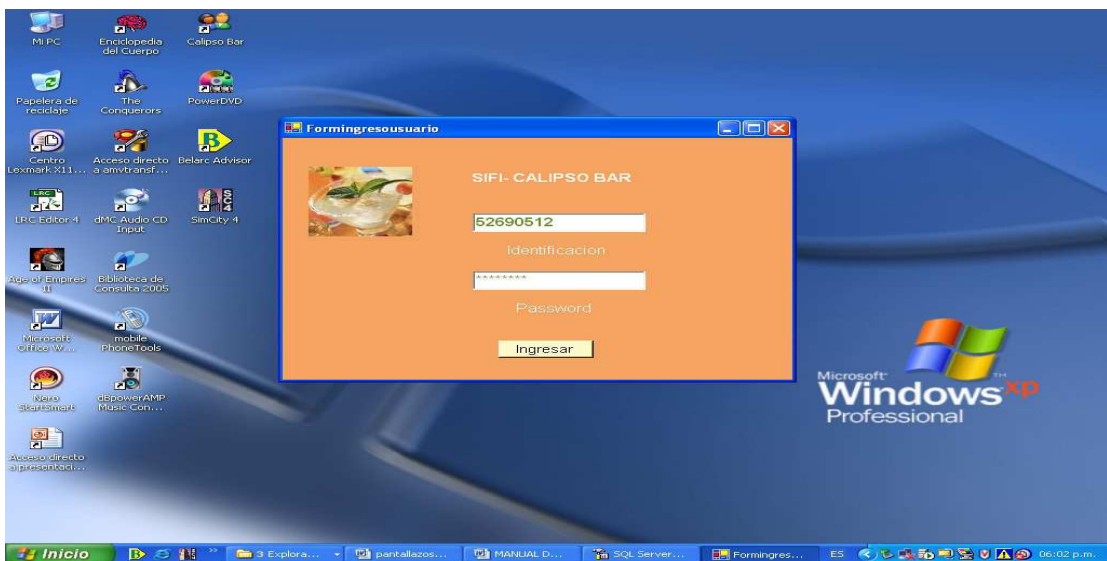 Mi PC
Enciclopedia
del Cuerpo
Calipso Bar
Papelera de
reciclaje
The
Conquerors
PowerDVD
Centro
Lexmark X11...
Acceso directo
a amvtransf...
Belarc Advisor
LRC Editor 4
dMC Audio CD
Input
SimCity 4
Age of Empires
II
Biblioteca de
Consulta 2005
Microsoft
Office W...
mobile
PhoneTools
Nero
StartSmart
dBpowerAMP
Music Con...
Acceso directo
a presentaci...
Formingresousuario
SIFI- CALIPSO BAR
52690512
Identificacion
********
Password
Ingresar
Microsoft
Windows xp
Professional
Inicio
3 Explora...
pantallazos...
MANUAL D...
SQL Server...
Formingres...
ES
06:02 p.m.